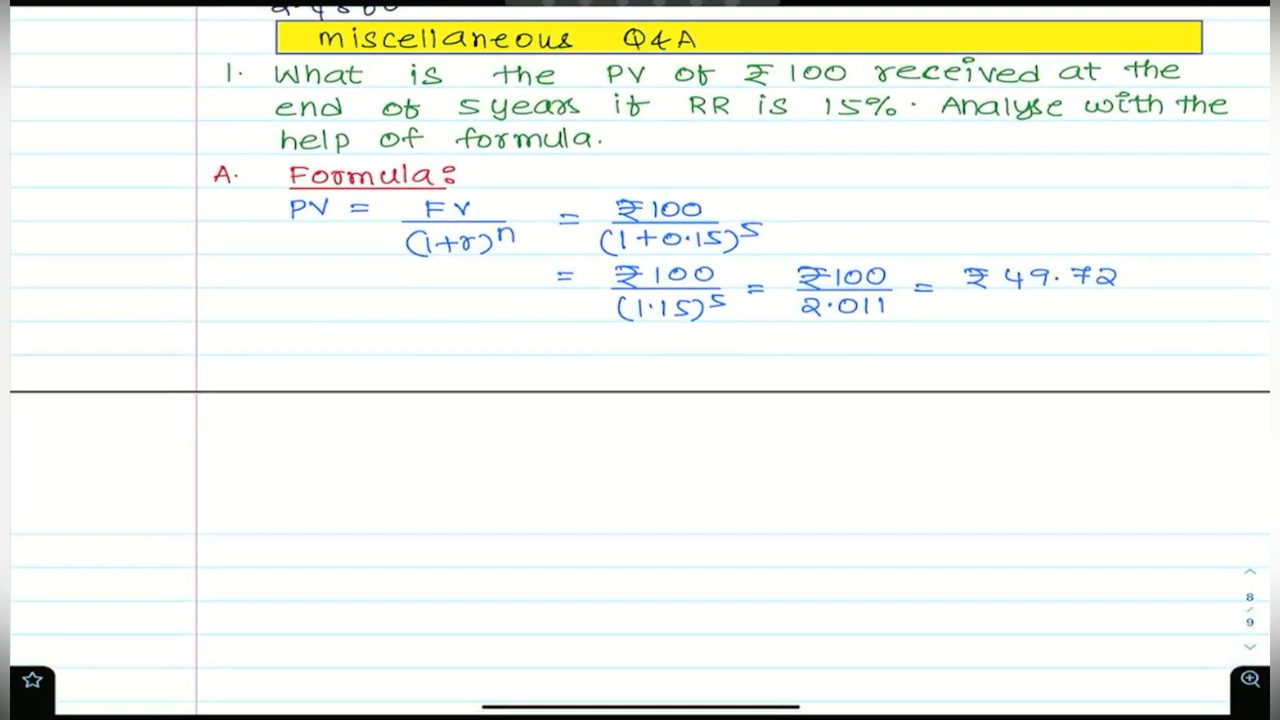 miscellaneous Q&A
1. What is the PV of ₹100 received at the
end of 5 years if RR is 15%. Analyse with the
help of formula.
A. Formula:
PV = FV / (1+r)^n = ₹100 / (1+0.15)^5
= ₹100 / (1.15)^5 = ₹100 / 2.011 = ₹49.72
8
/
9